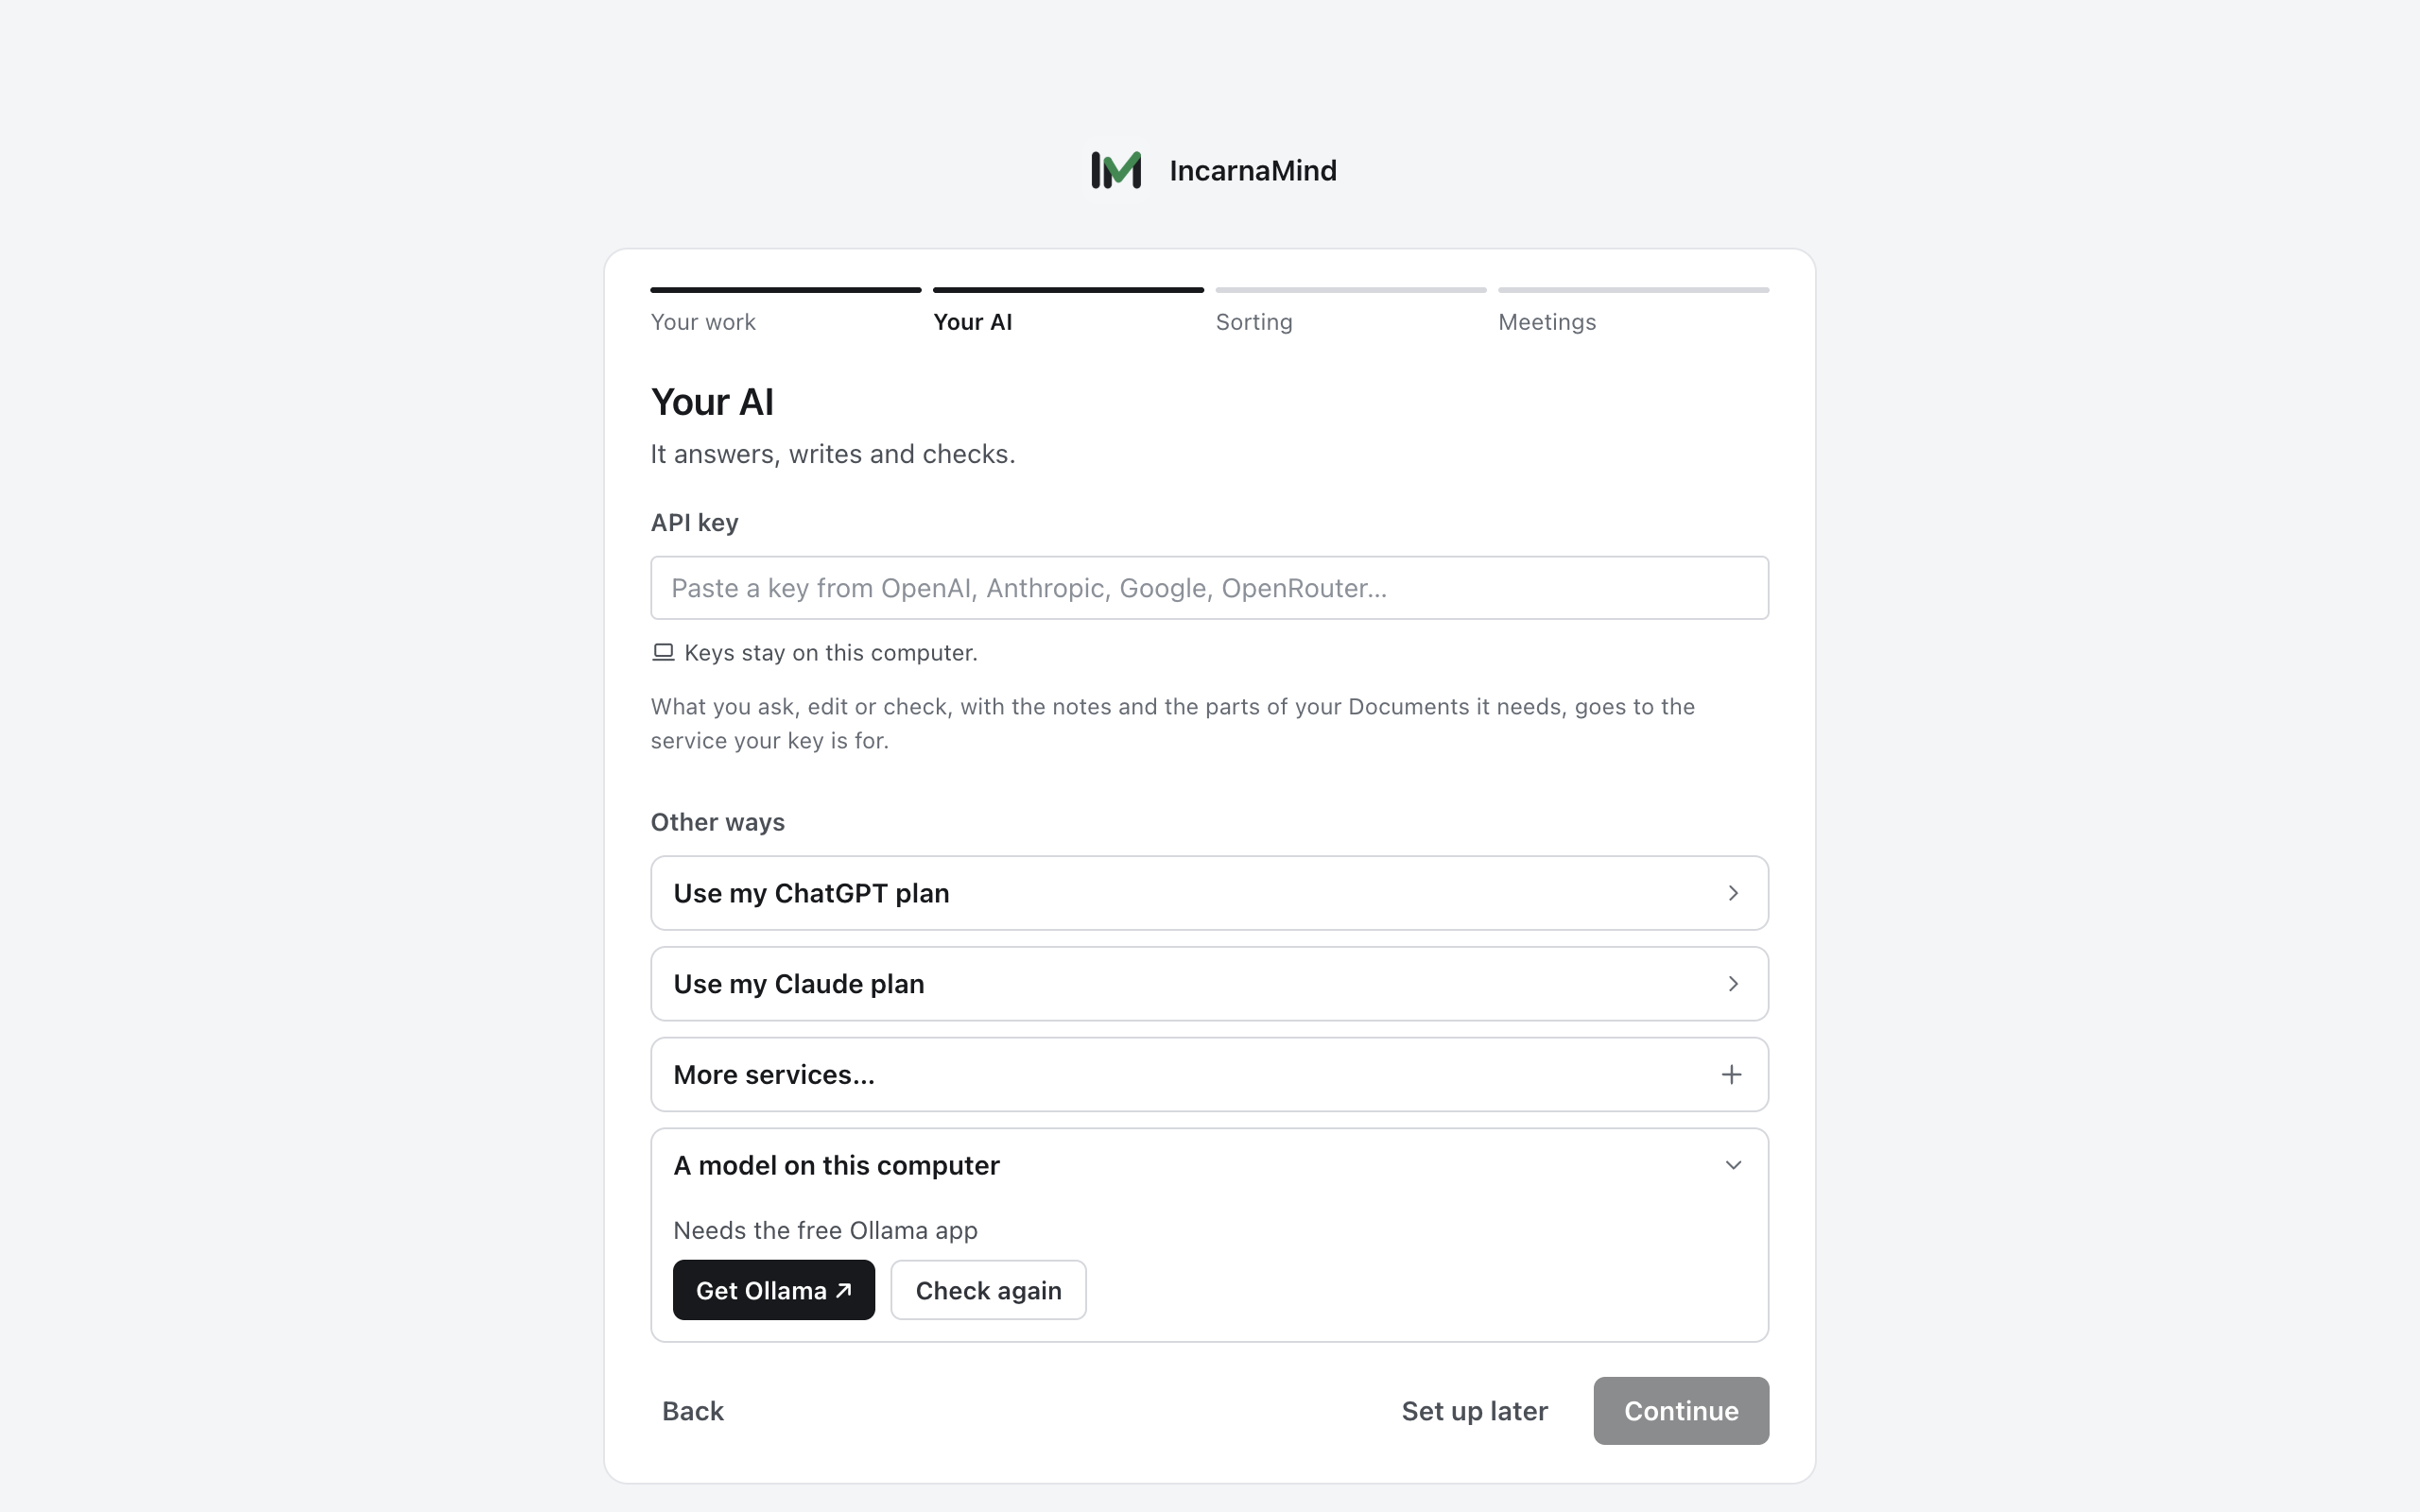 IncarnaMind
Your work
Your AI
Sorting
Meetings
Your AI
It answers, writes and checks.
API key
Paste a key from OpenAI, Anthropic, Google, OpenRouter...
Keys stay on this computer.
What you ask, edit or check, with the notes and the parts of your Documents it needs, goes to the
service your key is for.
Other ways
Use my ChatGPT plan
Use my Claude plan
More services...
A model on this computer
Needs the free Ollama app
Get Ollama
Check again
Back
Set up later
Continue